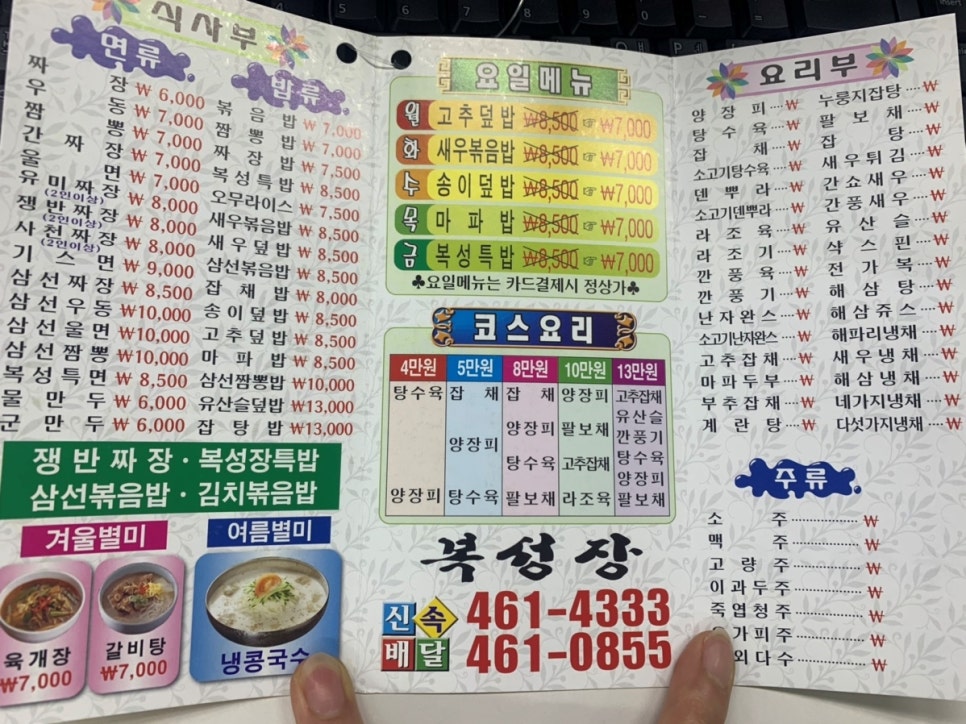 식사부
면류
짜장 ₩6,000
우동 ₩7,000
짬뽕 ₩7,000
간짜장 ₩7,000
울면 ₩7,000
유미짜장 ₩8,000
(2인이상)
쟁반짜장 ₩8,000
(2인이상)
사천짜장 ₩8,000
(2인이상)
기스면 ₩9,000
삼선짜장 ₩8,500
삼선우동 ₩10,000
삼선울면 ₩10,000
삼선짬뽕 ₩10,000
복성특면 ₩8,500
물만두 ₩6,000
군만두 ₩6,000
밥류
볶음밥 ₩7,000
짬뽕밥 ₩7,000
짜장밥 ₩7,500
복성특밥 ₩8,500
오무라이스 ₩7,500
새우볶음밥 ₩8,500
새우덮밥 ₩8,500
삼선볶음밥 ₩8,500
잡채밥 ₩8,000
송이덮밥 ₩8,500
고추덮밥 ₩8,500
마파밥 ₩8,500
삼선짬뽕밥 ₩10,000
유산슬덮밥 ₩13,000
잡탕밥 ₩13,000
쟁반짜장·복성장특밥
삼선볶음밥·김치볶음밥
겨울별미
육개장
₩7,000
갈비탕
₩7,000
여름별미
냉콩국수
요일메뉴
월 고추덮밥 ₩8,500 ☞ ₩7,000
화 새우볶음밥 ₩8,500 ☞ ₩7,000
수 송이덮밥 ₩8,500 ☞ ₩7,000
목 마파밥 ₩8,500 ☞ ₩7,000
금 복성특밥 ₩8,500 ☞ ₩7,000
♣요일메뉴는 카드결제시 정상가♣
코스요리
4만원 5만원 8만원 10만원 13만원
탕수육
양장피
잡채
양장피
탕수육
잡채
양장피
탕수육
팔보채
양장피
팔보채
고추잡채
라조육
고추잡채
유산슬
깐풍기
탕수육
양장피
팔보채
복성장
신속
배달
461-4333
461-0855
요리부
양장피 ···· ₩
탕수육 ···· ₩
잡채 ···· ₩
소고기탕수육 ···· ₩
덴뿌라 ···· ₩
소고기덴뿌라 ···· ₩
라조육 ···· ₩
라조기 ···· ₩
깐풍육 ···· ₩
깐풍기 ···· ₩
난자완스 ···· ₩
소고기난자완스 ···· ₩
고추잡채 ···· ₩
마파두부 ···· ₩
부추잡채 ···· ₩
계란탕 ···· ₩
누룽지잡탕 ···· ₩
팔보채 ···· ₩
잡탕 ···· ₩
새우튀김 ···· ₩
간쇼새우 ···· ₩
간풍새우 ···· ₩
유산슬 ···· ₩
샥스핀 ···· ₩
전가복 ···· ₩
해삼탕 ···· ₩
해삼쥬스 ···· ₩
해파리냉채 ···· ₩
새우냉채 ···· ₩
해삼냉채 ···· ₩
네가지냉채 ···· ₩
다섯가지냉채 ···· ₩
주류
소주 ········ ₩
맥주 ········ ₩
고량주 ········ ₩
이과두주 ········ ₩
죽엽청주 ········ ₩
가피주 ········ ₩
외다수 ········ ₩